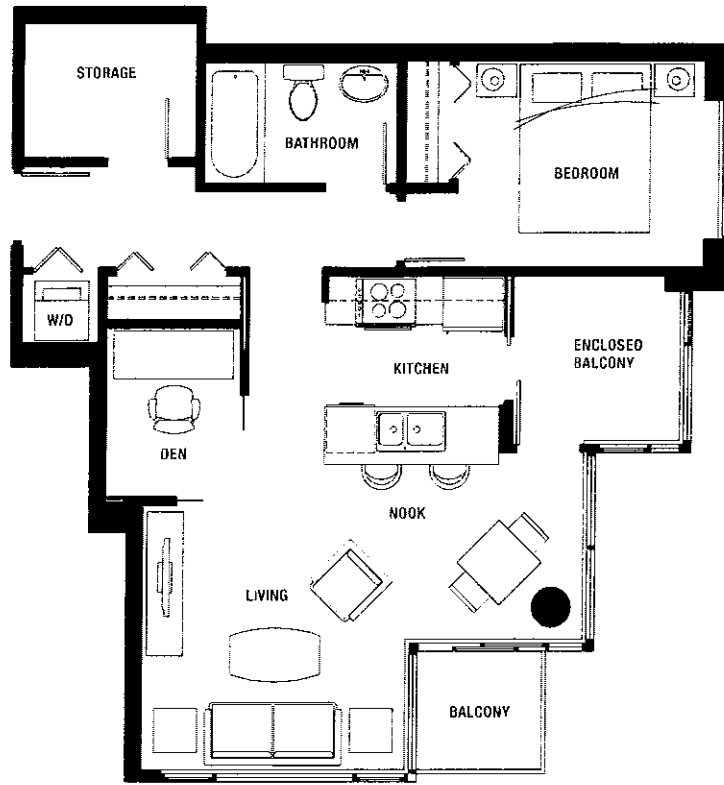 STORAGE
BATHROOM
BEDROOM
W/D
KITCHEN
ENCLOSED
BALCONY
DEN
NOOK
LIVING
BALCONY